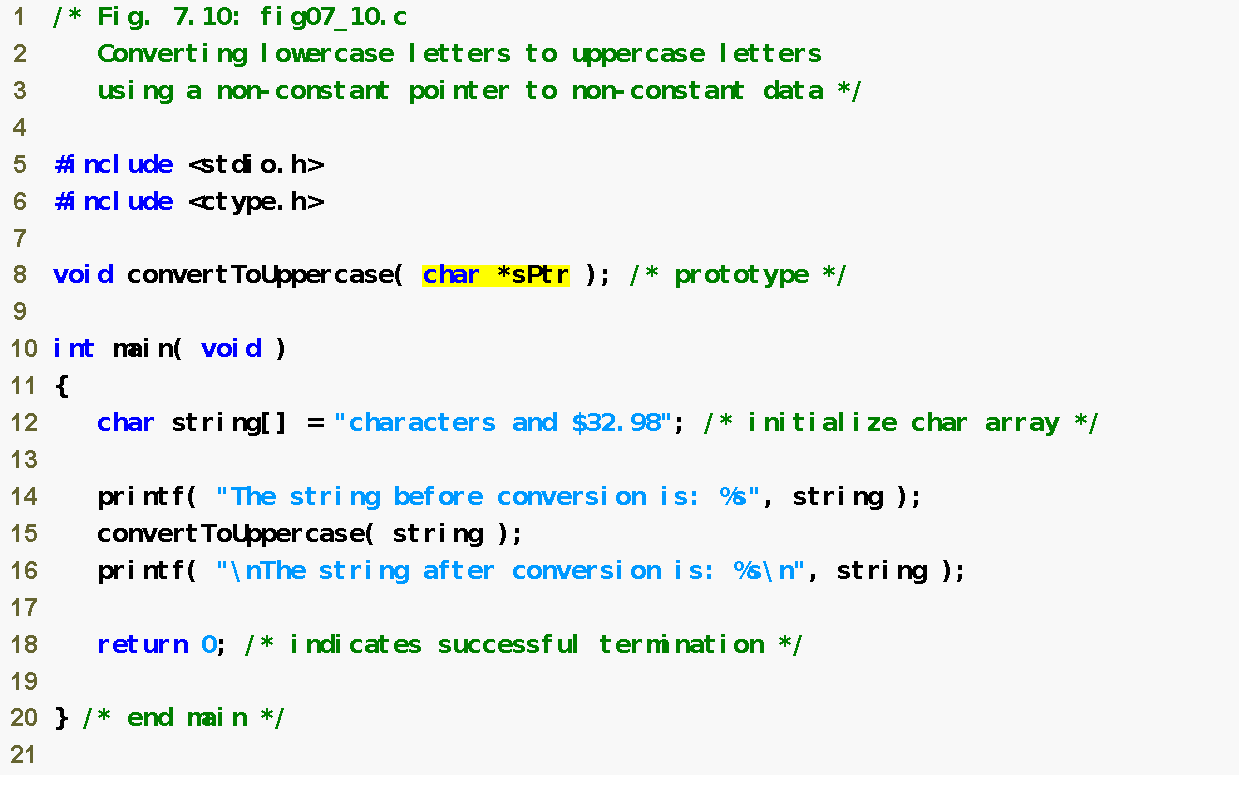 1 /* Fig. 7.10: fig07_10.c
2 Converting lowercase letters to uppercase letters
3 using a non-constant pointer to non-constant data */
4
5 #include <stdio.h>
6 #include <ctype.h>
7
8 void convertToUppercase( char *sPtr ); /* prototype */
9
10 int main( void )
11 {
12 char string[] = "characters and $32.98"; /* initialize char array */
13
14 printf( "The string before conversion is: %s", string );
15 convertToUppercase( string );
16 printf( "\nThe string after conversion is: %s\n", string );
17
18 return 0; /* indicates successful termination */
19
20 } /* end main */
21